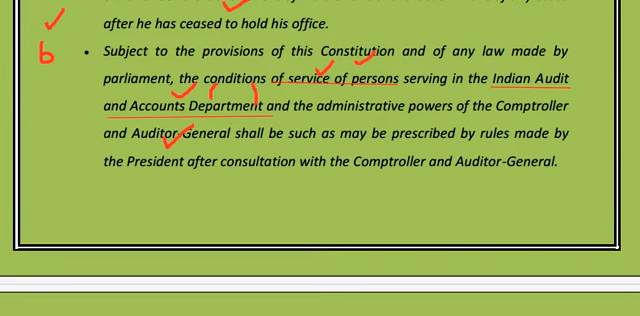 after he has ceased to hold his office.
b • Subject to the provisions of this Constitution and of any law made by
parliament, the conditions of service of persons serving in the Indian Audit
and Accounts Department and the administrative powers of the Comptroller
and Auditor-General shall be such as may be prescribed by rules made by
the President after consultation with the Comptroller and Auditor-General.